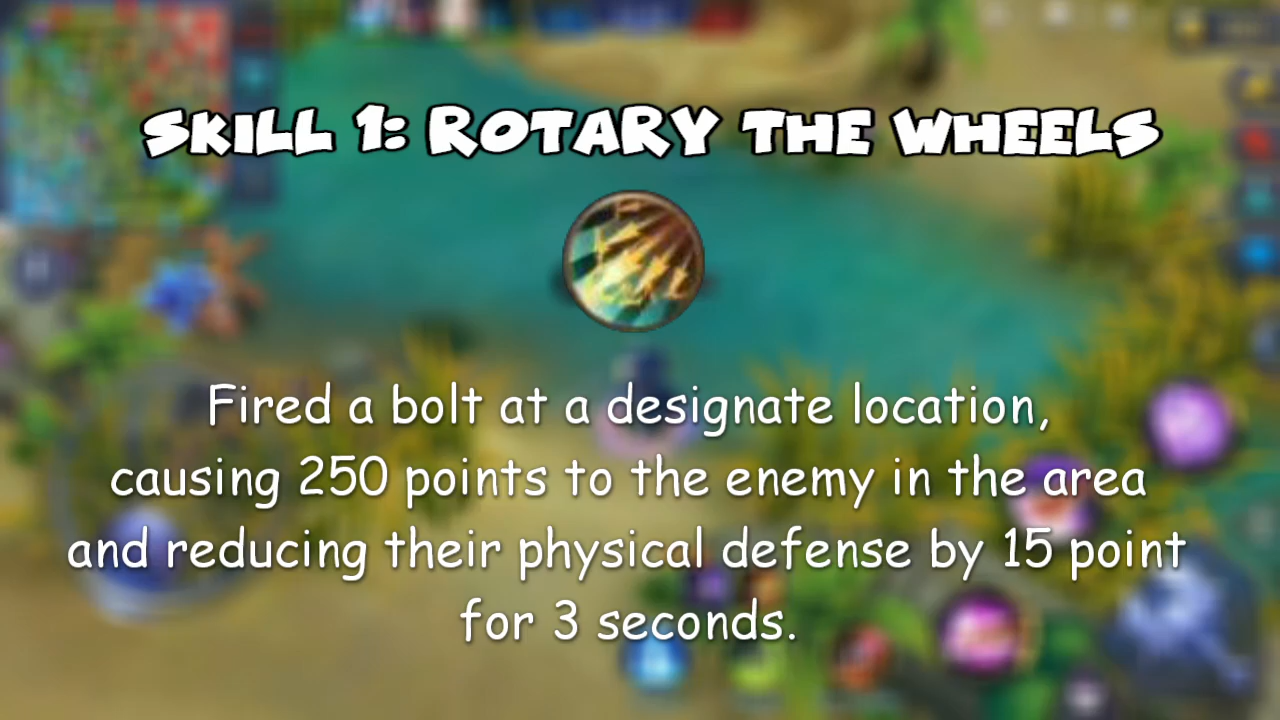 SKILL 1: ROTARY THE WHEELS
Fired a bolt at a designate location,
causing 250 points to the enemy in the area
and reducing their physical defense by 15 point
for 3 seconds.